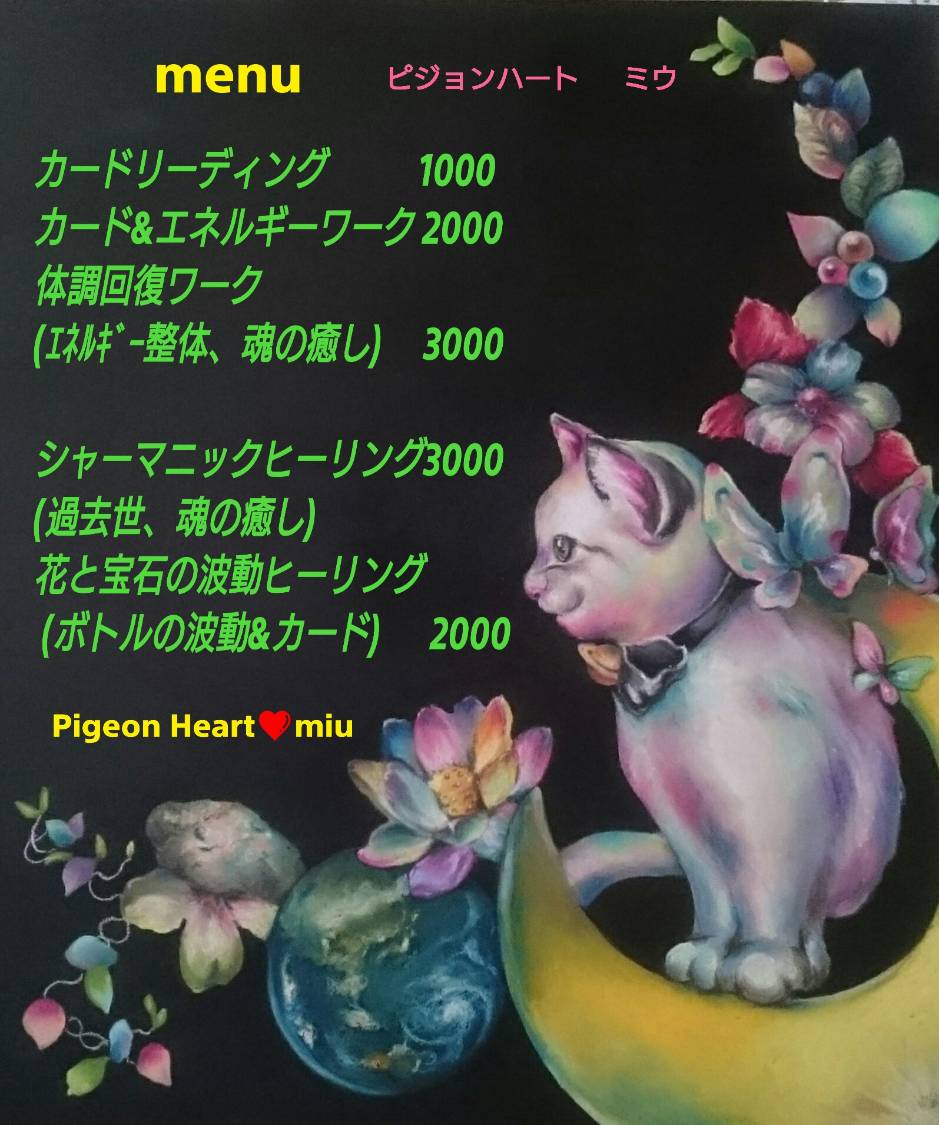 menu ピジョンハート ミウ
カードリーディング 1000
カード&エネルギーワーク 2000
体調回復ワーク
(ｴﾈﾙｷﾞｰ整体、魂の癒し) 3000
シャーマニックヒーリング3000
(過去世、魂の癒し)
花と宝石の波動ヒーリング
(ボトルの波動&カード) 2000
Pigeon Heart❤miu